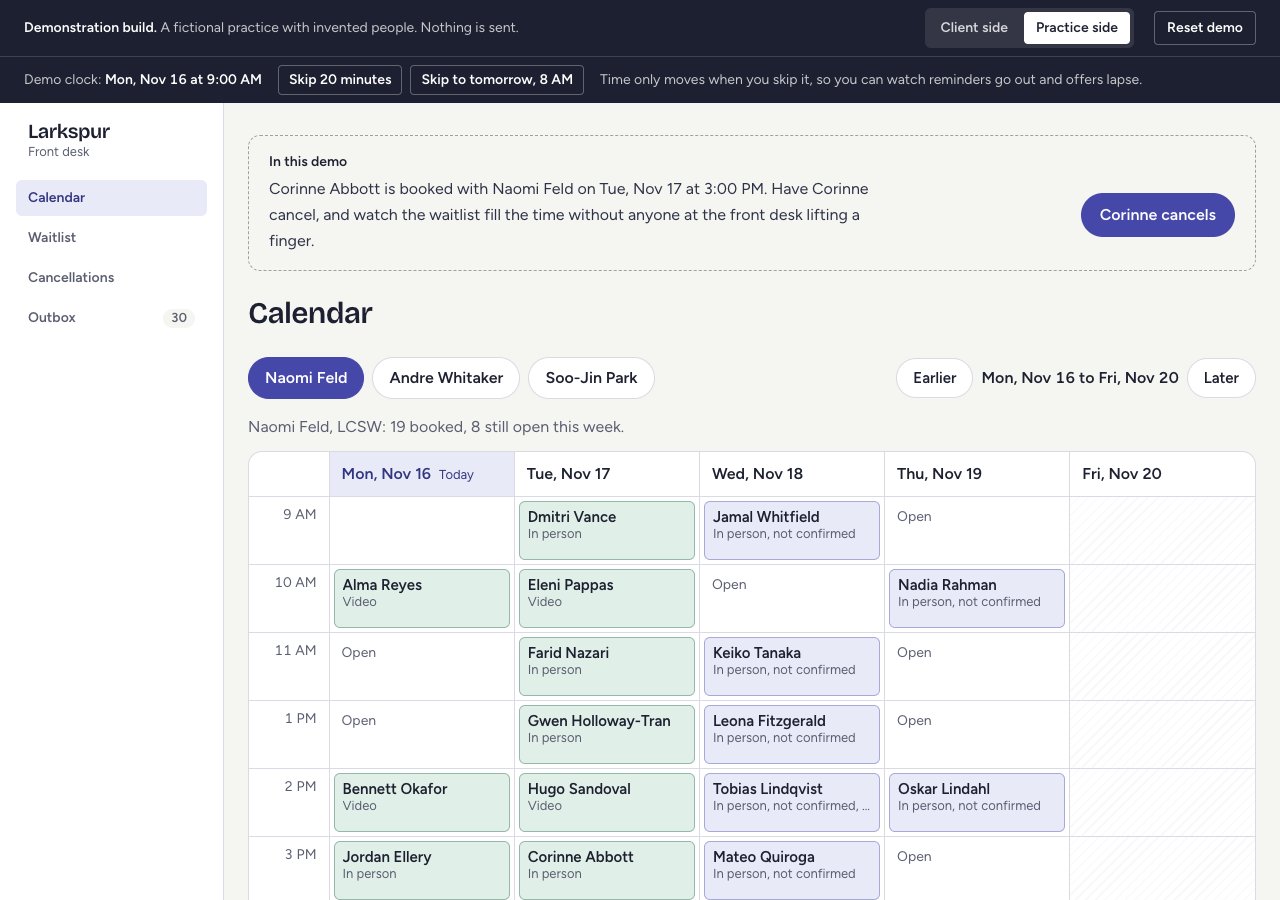 Demonstration build. A fictional practice with invented people. Nothing is sent.
Client side
Practice side
Reset demo
Demo clock: Mon, Nov 16 at 9:00 AM
Skip 20 minutes
Skip to tomorrow, 8 AM
Time only moves when you skip it, so you can watch reminders go out and offers lapse.
Larkspur
Front desk
Calendar
Waitlist
Cancellations
Outbox 30
In this demo
Corinne Abbott is booked with Naomi Feld on Tue, Nov 17 at 3:00 PM. Have Corinne
cancel, and watch the waitlist fill the time without anyone at the front desk lifting a
finger.
Corinne cancels
Calendar
Naomi Feld
Andre Whitaker
Soo-Jin Park
Earlier
Mon, Nov 16 to Fri, Nov 20
Later
Naomi Feld, LCSW: 19 booked, 8 still open this week.
Mon, Nov 16 Today
Tue, Nov 17
Wed, Nov 18
Thu, Nov 19
Fri, Nov 20
9 AM
Dmitri Vance
In person
Jamal Whitfield
In person, not confirmed
Open
10 AM
Alma Reyes
Video
Eleni Pappas
Video
Open
Nadia Rahman
In person, not confirmed
11 AM
Open
Farid Nazari
In person
Keiko Tanaka
In person, not confirmed
Open
1 PM
Open
Gwen Holloway-Tran
In person
Leona Fitzgerald
In person, not confirmed
Open
2 PM
Bennett Okafor
Video
Hugo Sandoval
Video
Tobias Lindqvist
In person, not confirmed, ...
Oskar Lindahl
In person, not confirmed
3 PM
Jordan Ellery
In person
Corinne Abbott
In person
Mateo Quiroga
In person, not confirmed
Open